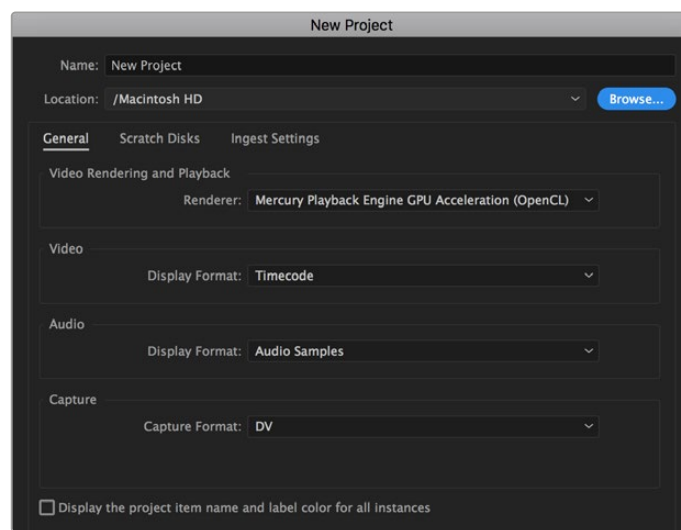 New Project
Name: New Project
Location: /Macintosh HD Browse...
General Scratch Disks Ingest Settings
Video Rendering and Playback
Renderer: Mercury Playback Engine GPU Acceleration (OpenCL)
Video
Display Format: Timecode
Audio
Display Format: Audio Samples
Capture
Capture Format: DV
Display the project item name and label color for all instances